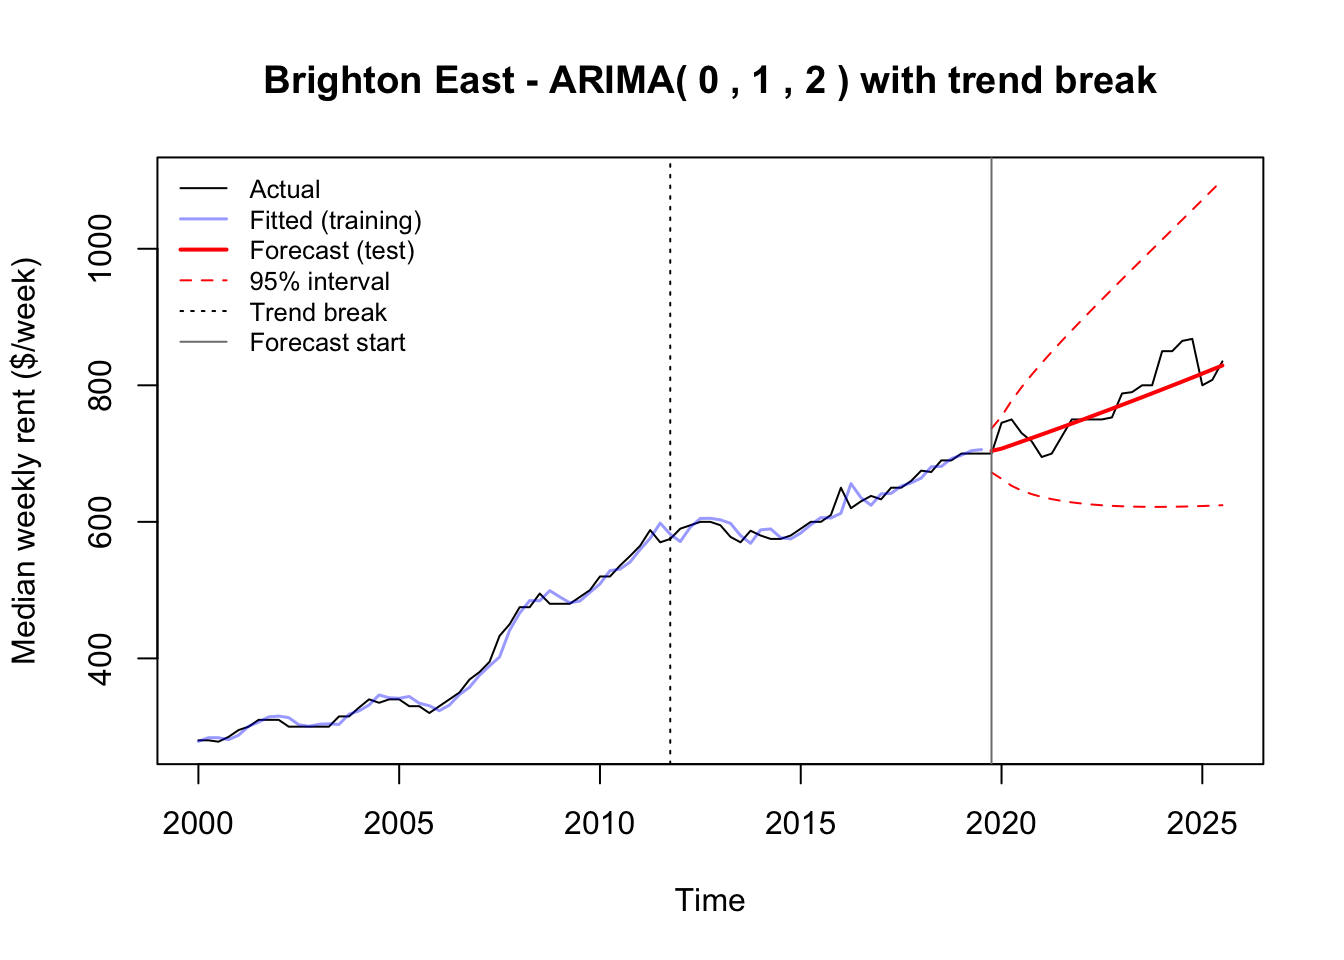 Brighton East - ARIMA( 0 , 1 , 2 ) with trend break
Actual
Fitted (training)
Forecast (test)
95% interval
Trend break
Forecast start
Median weekly rent ($/week)
1000
800
600
400
2000 2005 2010 2015 2020 2025
Time